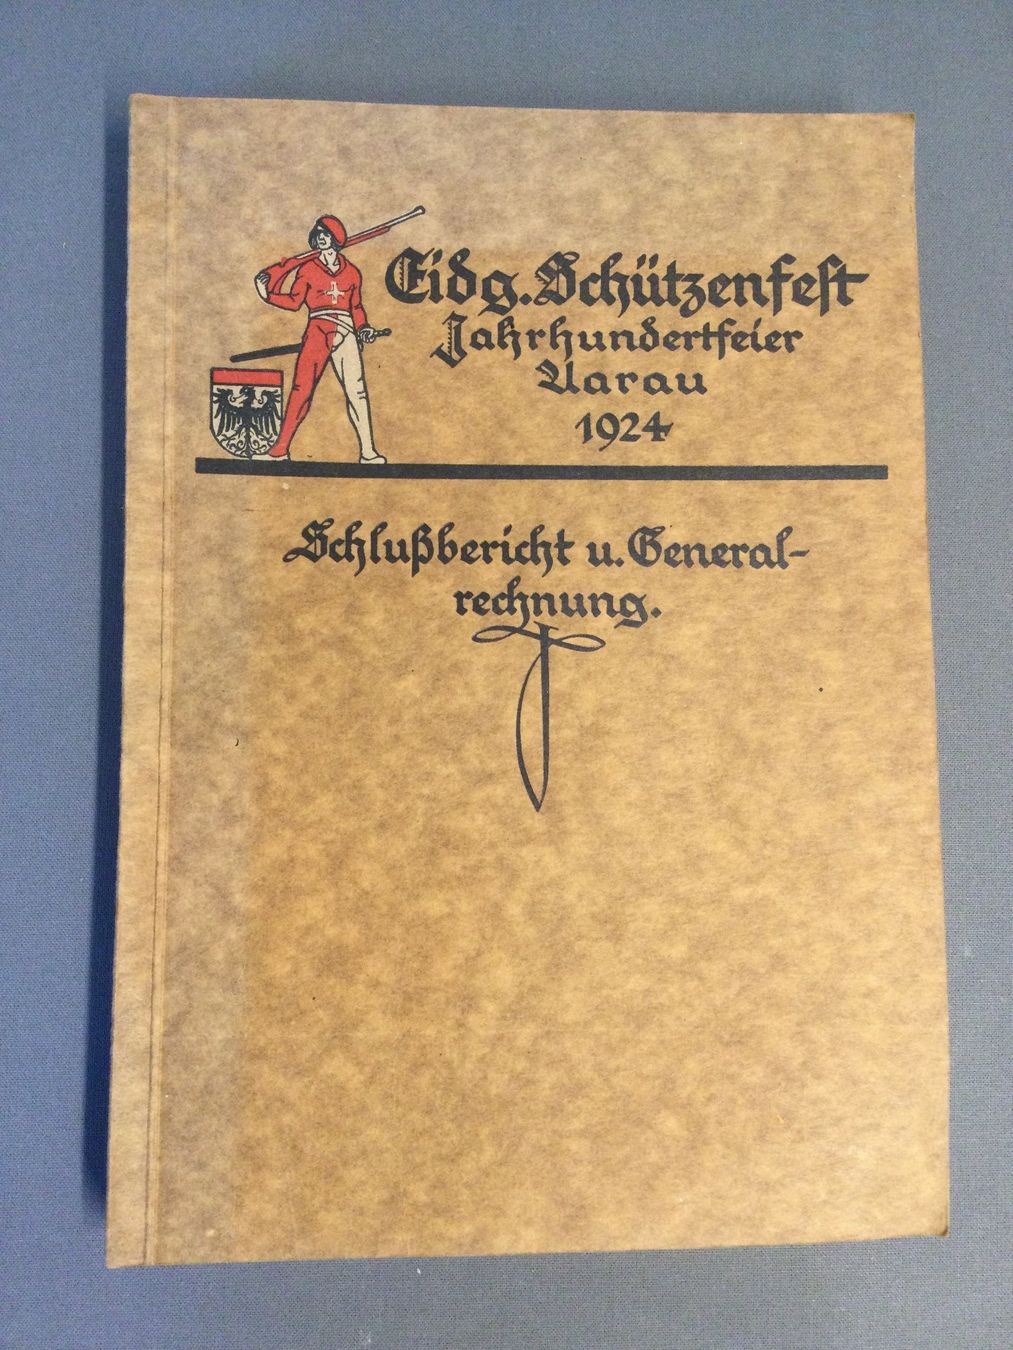 Eidg. Schützenfest
Jahrhundertfeier
Aarau
1924
Schlußbericht u. General-
rechnung.